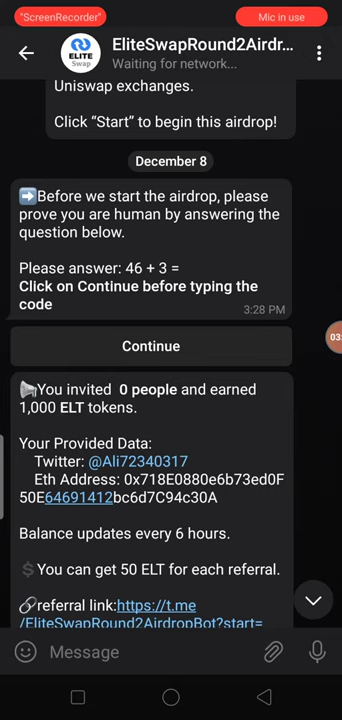 "ScreenRecorder"
Mic in use
ELITE
Swap
EliteSwapRound2Airdr...
Waiting for network...
Uniswap exchanges.
Click “Start” to begin this airdrop!
December 8
➡Before we start the airdrop, please
prove you are human by answering the
question below.
Please answer: 46 + 3 =
Click on Continue before typing the
code
3:28 PM
Continue
You invited 0 people and earned
1,000 ELT tokens.
Your Provided Data:
Twitter: @Ali72340317
Eth Address: 0x718E0880e6b73ed0F
50E64691412bc6d7C94c30A
Balance updates every 6 hours.
You can get 50 ELT for each referral.
referral link:https://t.me
/EliteSwapRound2AirdropBot?start=
Message
03: